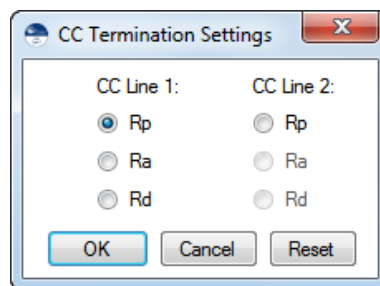 CC Termination Settings
CC Line 1: CC Line 2:
Rp Rp
Ra Ra
Rd Rd
OK Cancel Reset